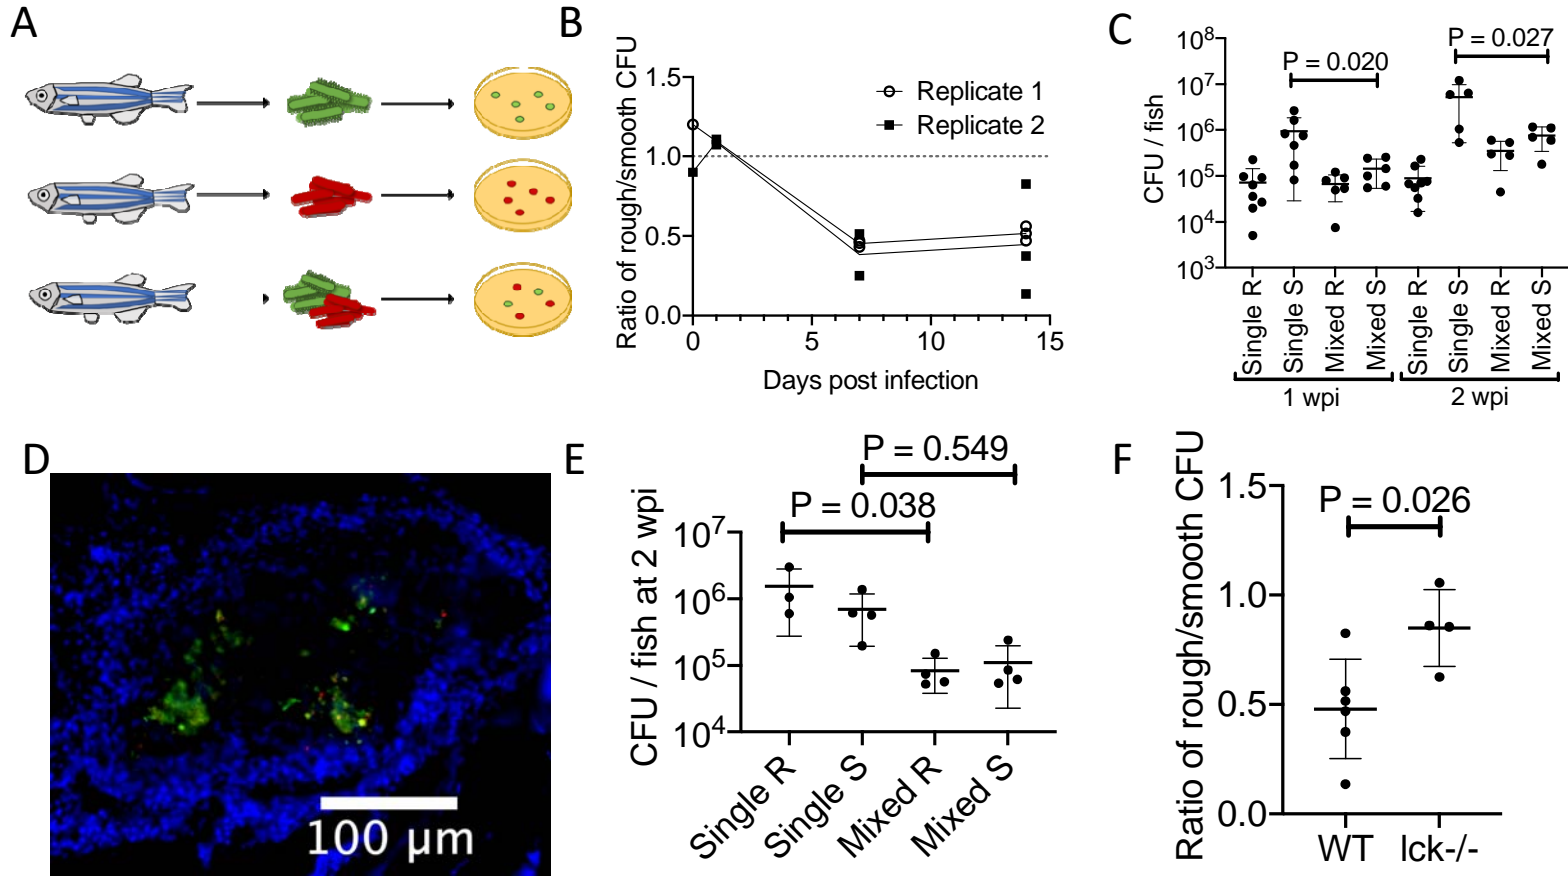 A
B
Ratio of rough/smooth CFU
1.5
1.0
0.5
0.0
0
5
10
15
Days post infection
Replicate 1
Replicate 2
C
CFU / fish
10⁸
10⁷
10⁶
10⁵
10⁴
10³
P = 0.020
P = 0.027
Single R
Single S
Mixed R
Mixed S
Single R
Single S
Mixed R
Mixed S
1 wpi
2 wpi
D
100 µm
E
CFU / fish at 2 wpi
10⁷
10⁶
10⁵
10⁴
P = 0.549
P = 0.038
Single R
Single S
Mixed R
Mixed S
F
Ratio of rough/smooth CFU
1.5
1.0
0.5
0.0
P = 0.026
WT
lck-/-